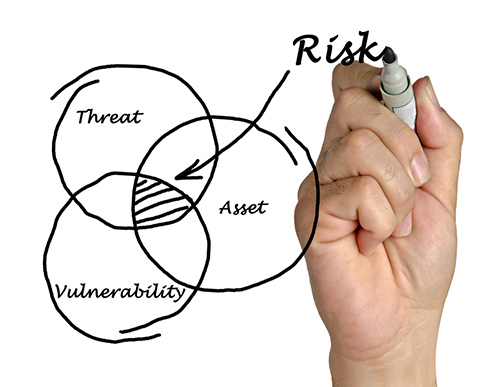 Risk
Threat
Asset
Vulnerability